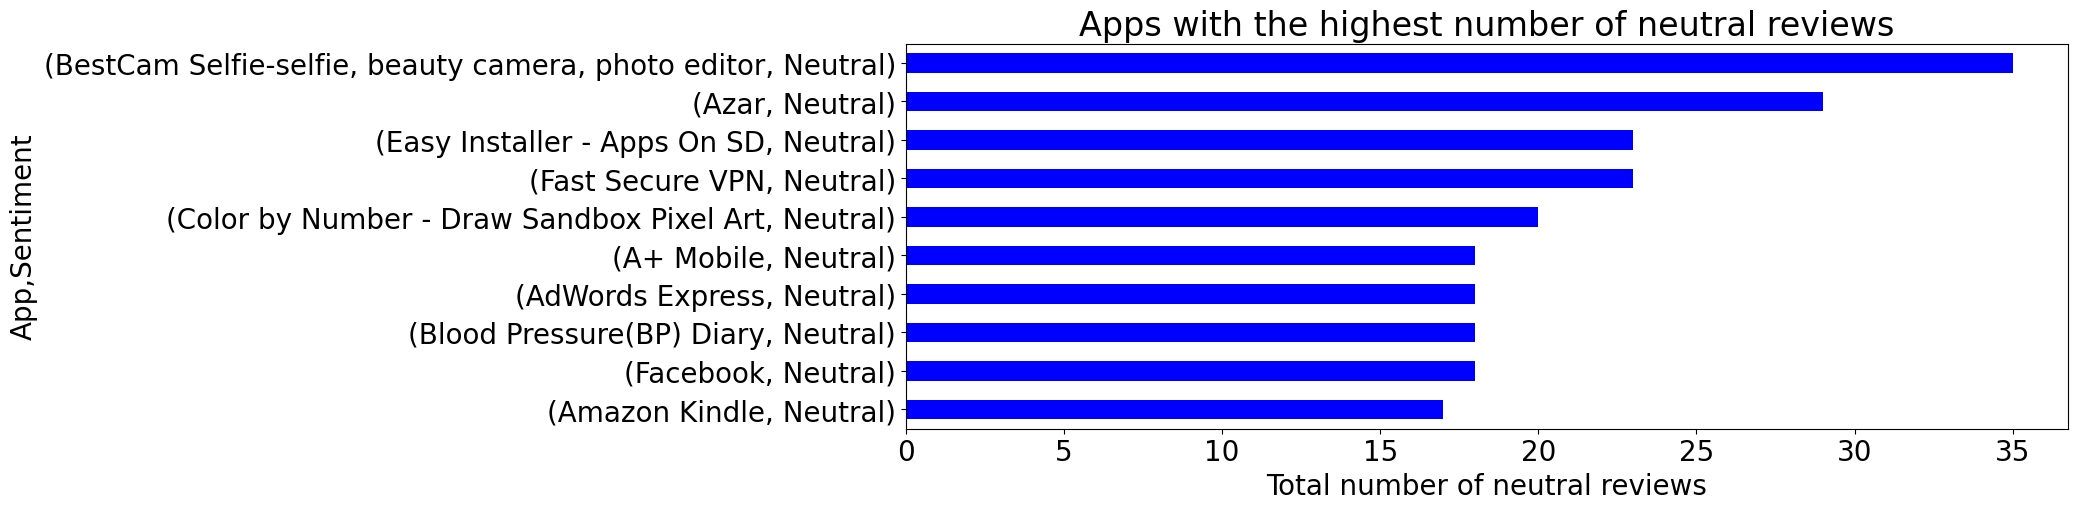 Apps with the highest number of neutral reviews
App,Sentiment
(BestCam Selfie-selfie, beauty camera, photo editor, Neutral)
(Azar, Neutral)
(Easy Installer - Apps On SD, Neutral)
(Fast Secure VPN, Neutral)
(Color by Number - Draw Sandbox Pixel Art, Neutral)
(A+ Mobile, Neutral)
(AdWords Express, Neutral)
(Blood Pressure(BP) Diary, Neutral)
(Facebook, Neutral)
(Amazon Kindle, Neutral)
0 5 10 15 20 25 30 35
Total number of neutral reviews